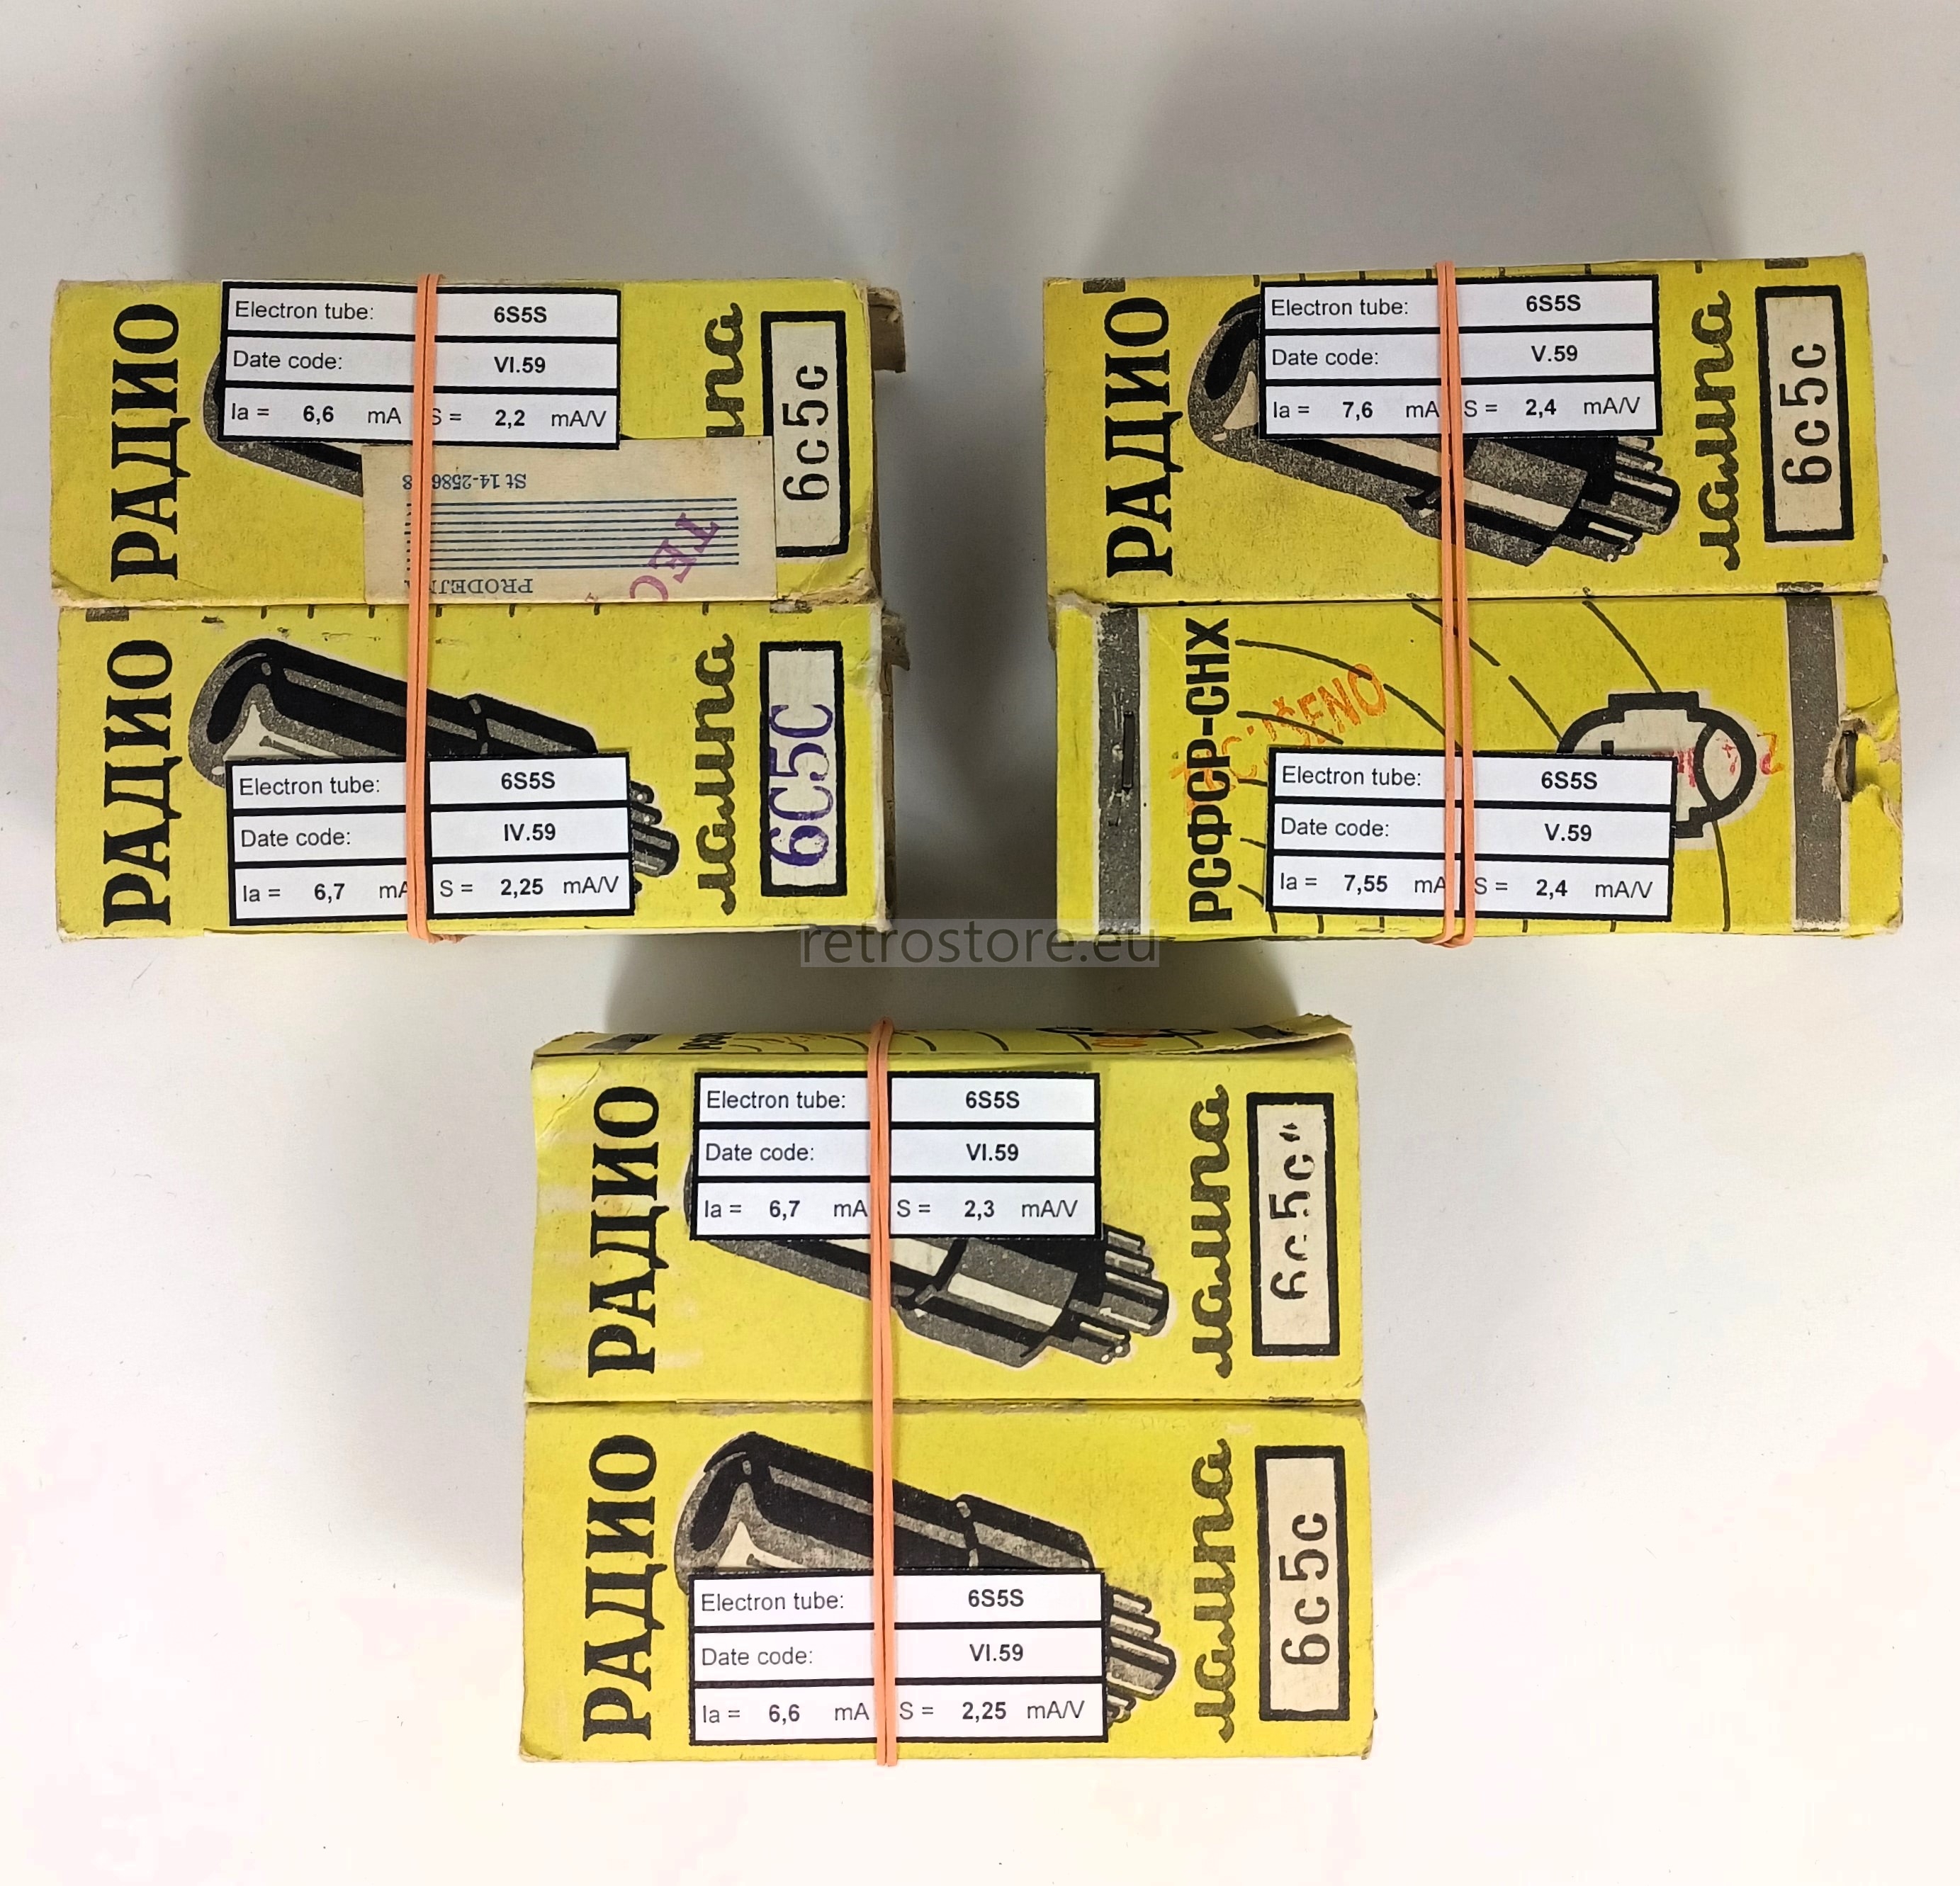 РАДИО
Electron tube: 6S5S
Date code: VI.59
Ia = 6,6 mA S = 2,2 mA/V
лампа
6с5с
St 14-2586
PRODEJ
TES
РАДИО
Electron tube: 6S5S
Date code: IV.59
Ia = 6,7 mA S = 2,25 mA/V
лампа
6С5С
РАДИО
Electron tube: 6S5S
Date code: V.59
Ia = 7,6 mA S = 2,4 mA/V
лампа
6с5с
РСФСР-СНХ
Electron tube: 6S5S
Date code: V.59
Ia = 7,55 mA S = 2,4 mA/V
retrostore.eu
РАДИО
Electron tube: 6S5S
Date code: VI.59
Ia = 6,7 mA S = 2,3 mA/V
лампа
6с5с
РАДИО
Electron tube: 6S5S
Date code: VI.59
Ia = 6,6 mA S = 2,25 mA/V
лампа
6с5с